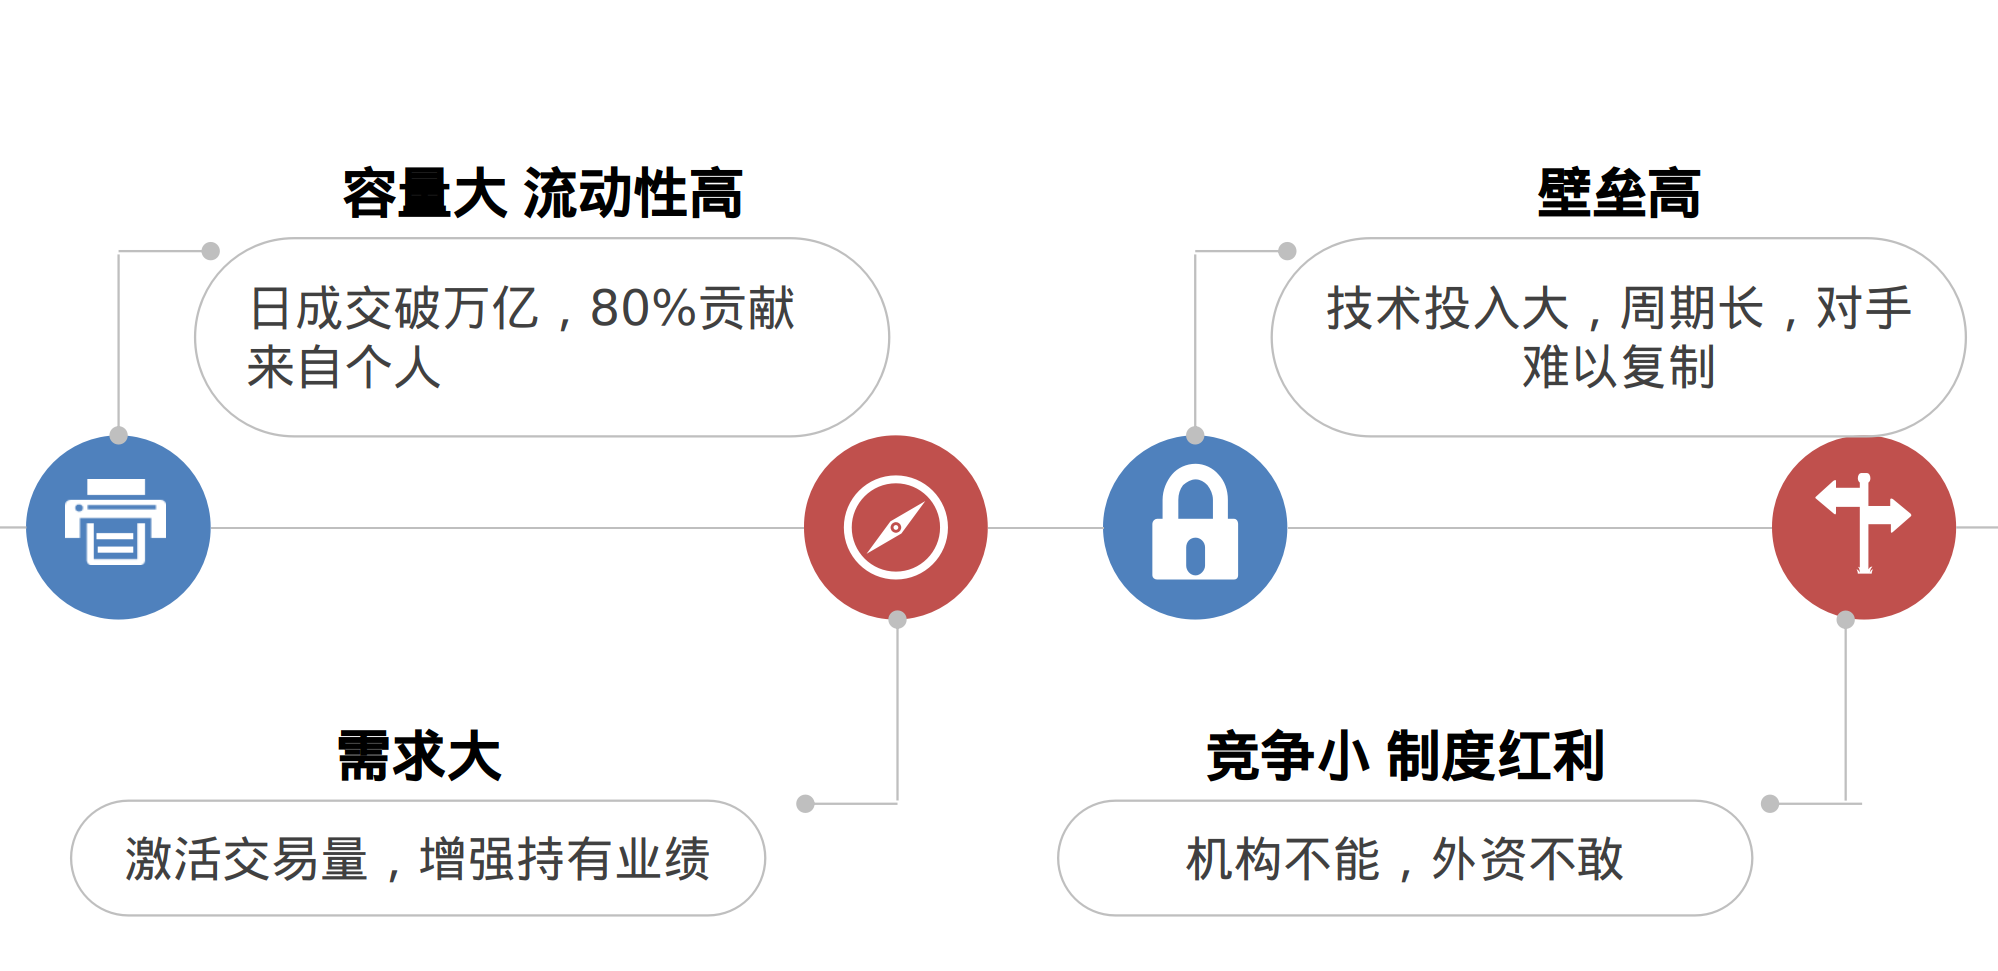 容量大 流动性高
日成交破万亿，80%贡献
来自个人
壁垒高
技术投入大，周期长，对手
难以复制
需求大
激活交易量，增强持有业绩
竞争小 制度红利
机构不能，外资不敢